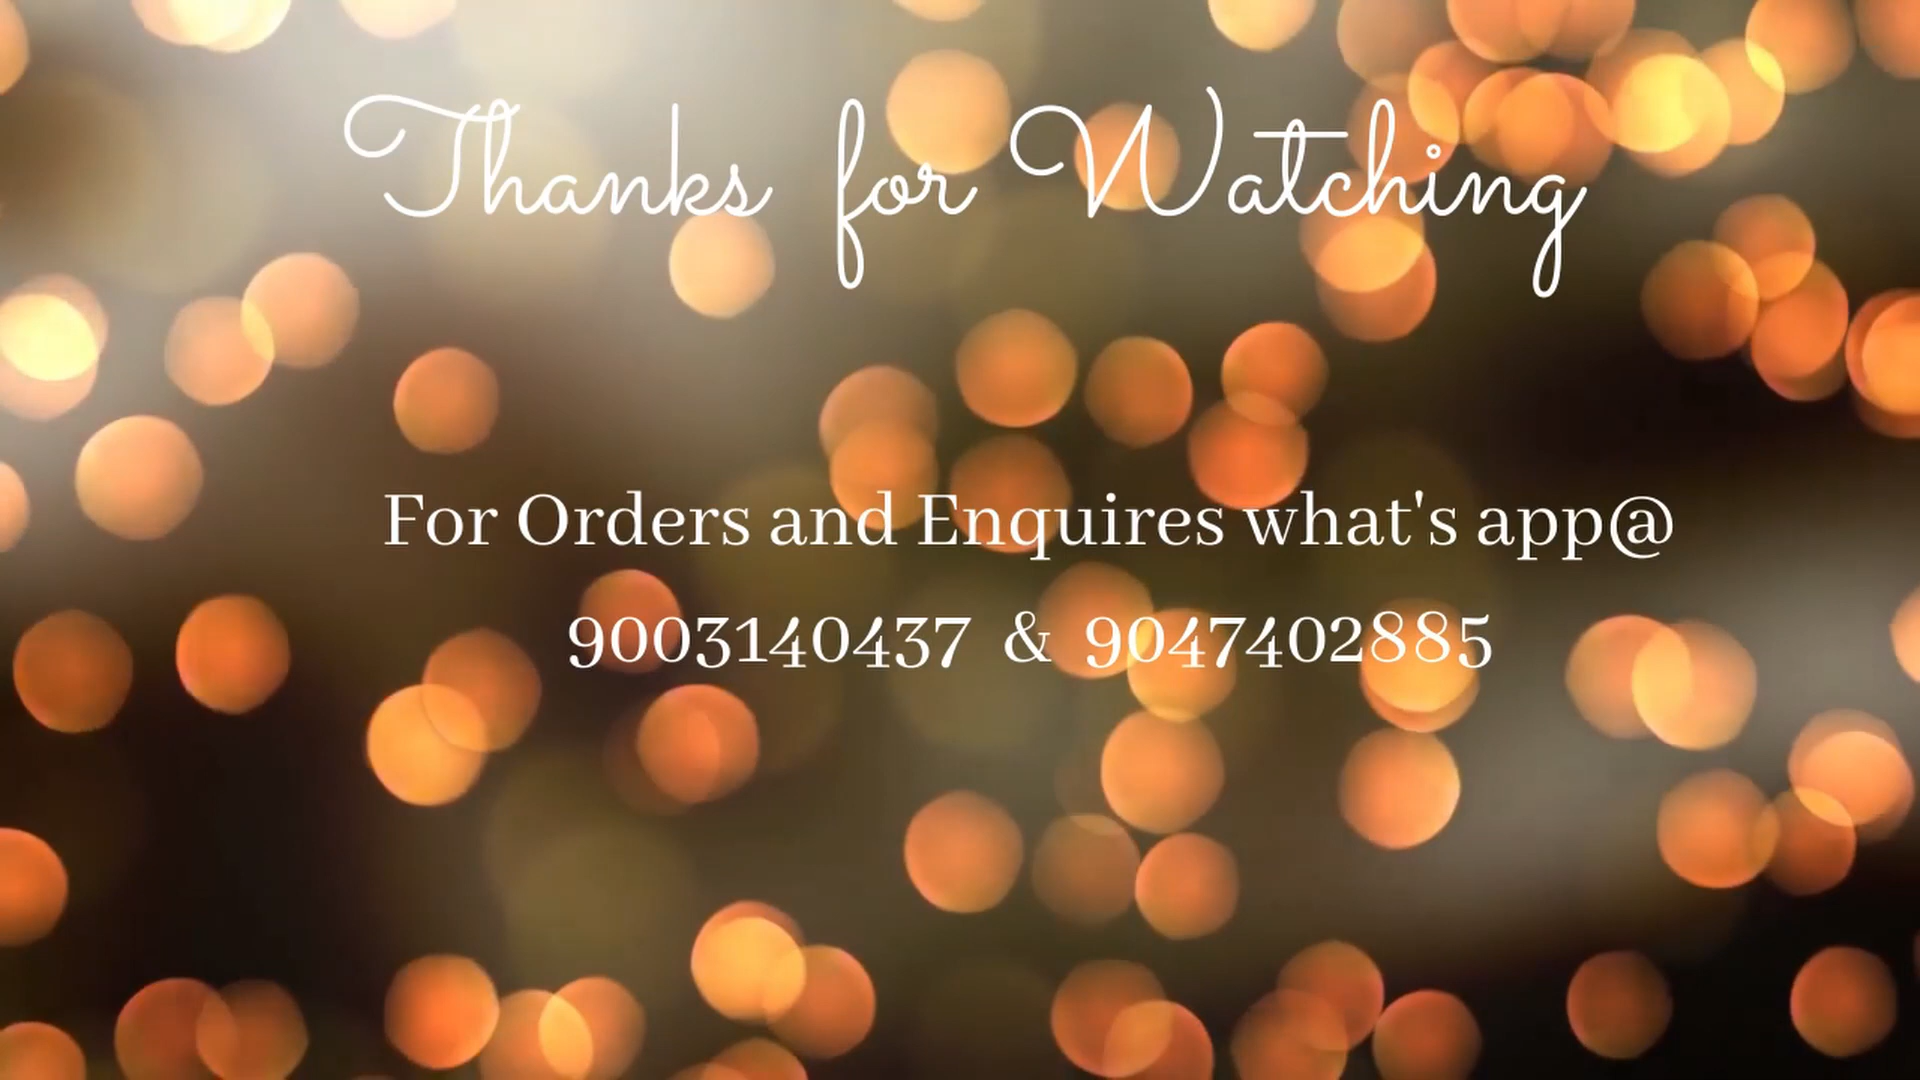 Thanks for Watching
For Orders and Enquires what's app@
9003140437 & 9047402885